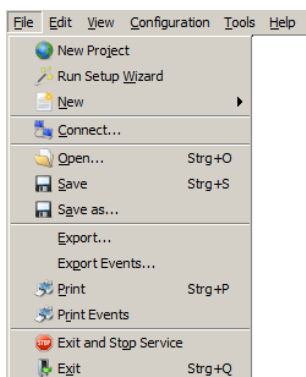 File Edit View Configuration Tools Help
New Project
Run Setup Wizard
New
Connect...
Open... Strg+O
Save Strg+S
Save as...
Export...
Export Events...
Print Strg+P
Print Events
STOP Exit and Stop Service
Exit Strg+Q